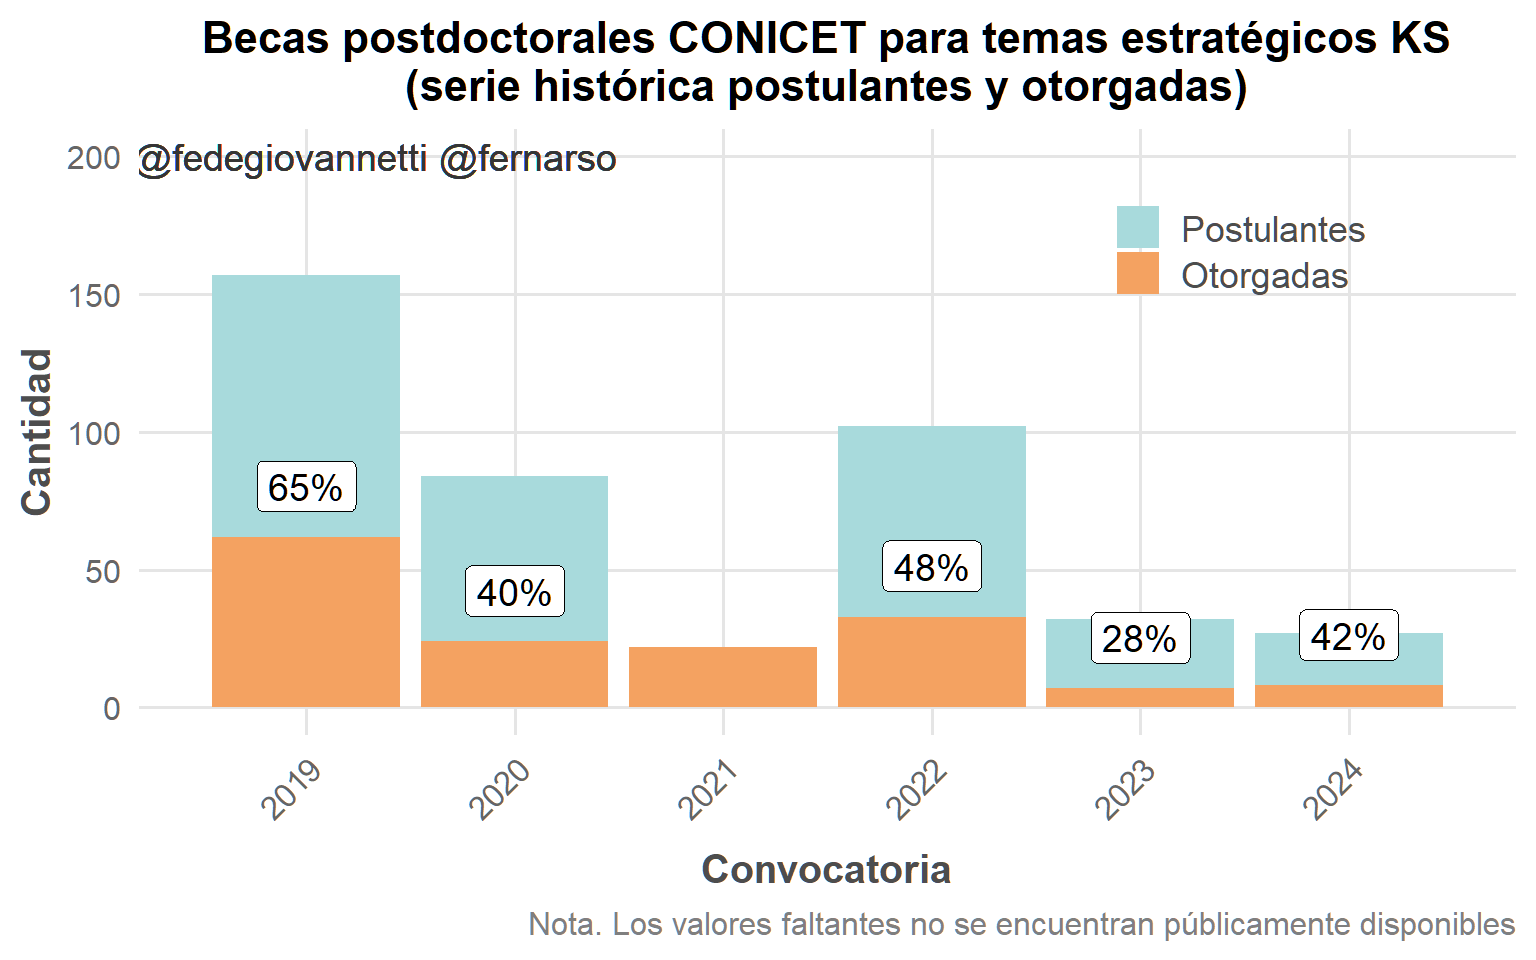 Becas postdoctorales CONICET para temas estratégicos KS
(serie histórica postulantes y otorgadas)
@fedegiovannetti @fernarso
200
150
100
50
0
Cantidad
Postulantes
Otorgadas
65%
40%
48%
28%
42%
2019
2020
2021
2022
2023
2024
Convocatoria
Nota. Los valores faltantes no se encuentran públicamente disponibles